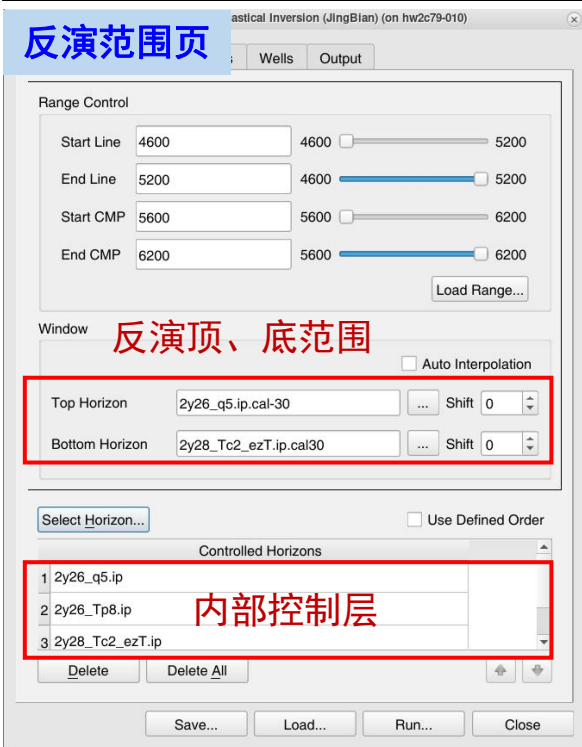 反演范围页
astical Inversion (JingBian) (on hw2c79-010)
s Wells Output
Range Control
Start Line 4600 4600 5200
End Line 5200 4600 5200
Start CMP 5600 5600 6200
End CMP 6200 5600 6200
Load Range...
Window
反演顶、底范围
Auto Interpolation
Top Horizon 2y26_q5.ip.cal-30 ... Shift 0
Bottom Horizon 2y28_Tc2_ezT.ip.cal30 ... Shift 0
Select Horizon... Use Defined Order
Controlled Horizons
1 2y26_q5.ip
2 2y26_Tp8.ip
内部控制层
3 2y28_Tc2_ezT.ip
Delete Delete All
Save... Load... Run... Close